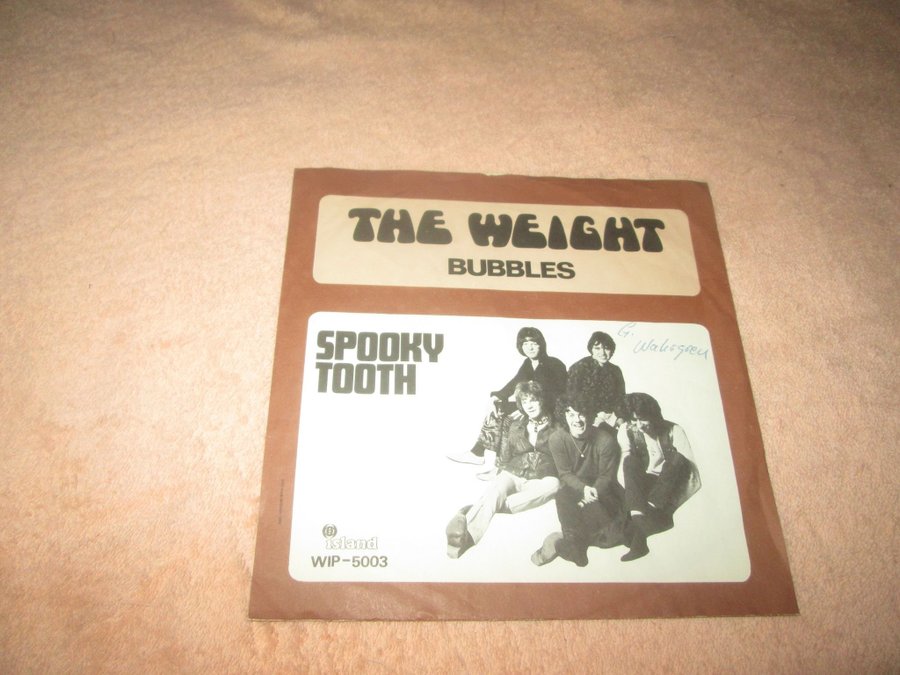 THE WEIGHT
BUBBLES
SPOOKY
TOOTH
G.
island
WIP-5003